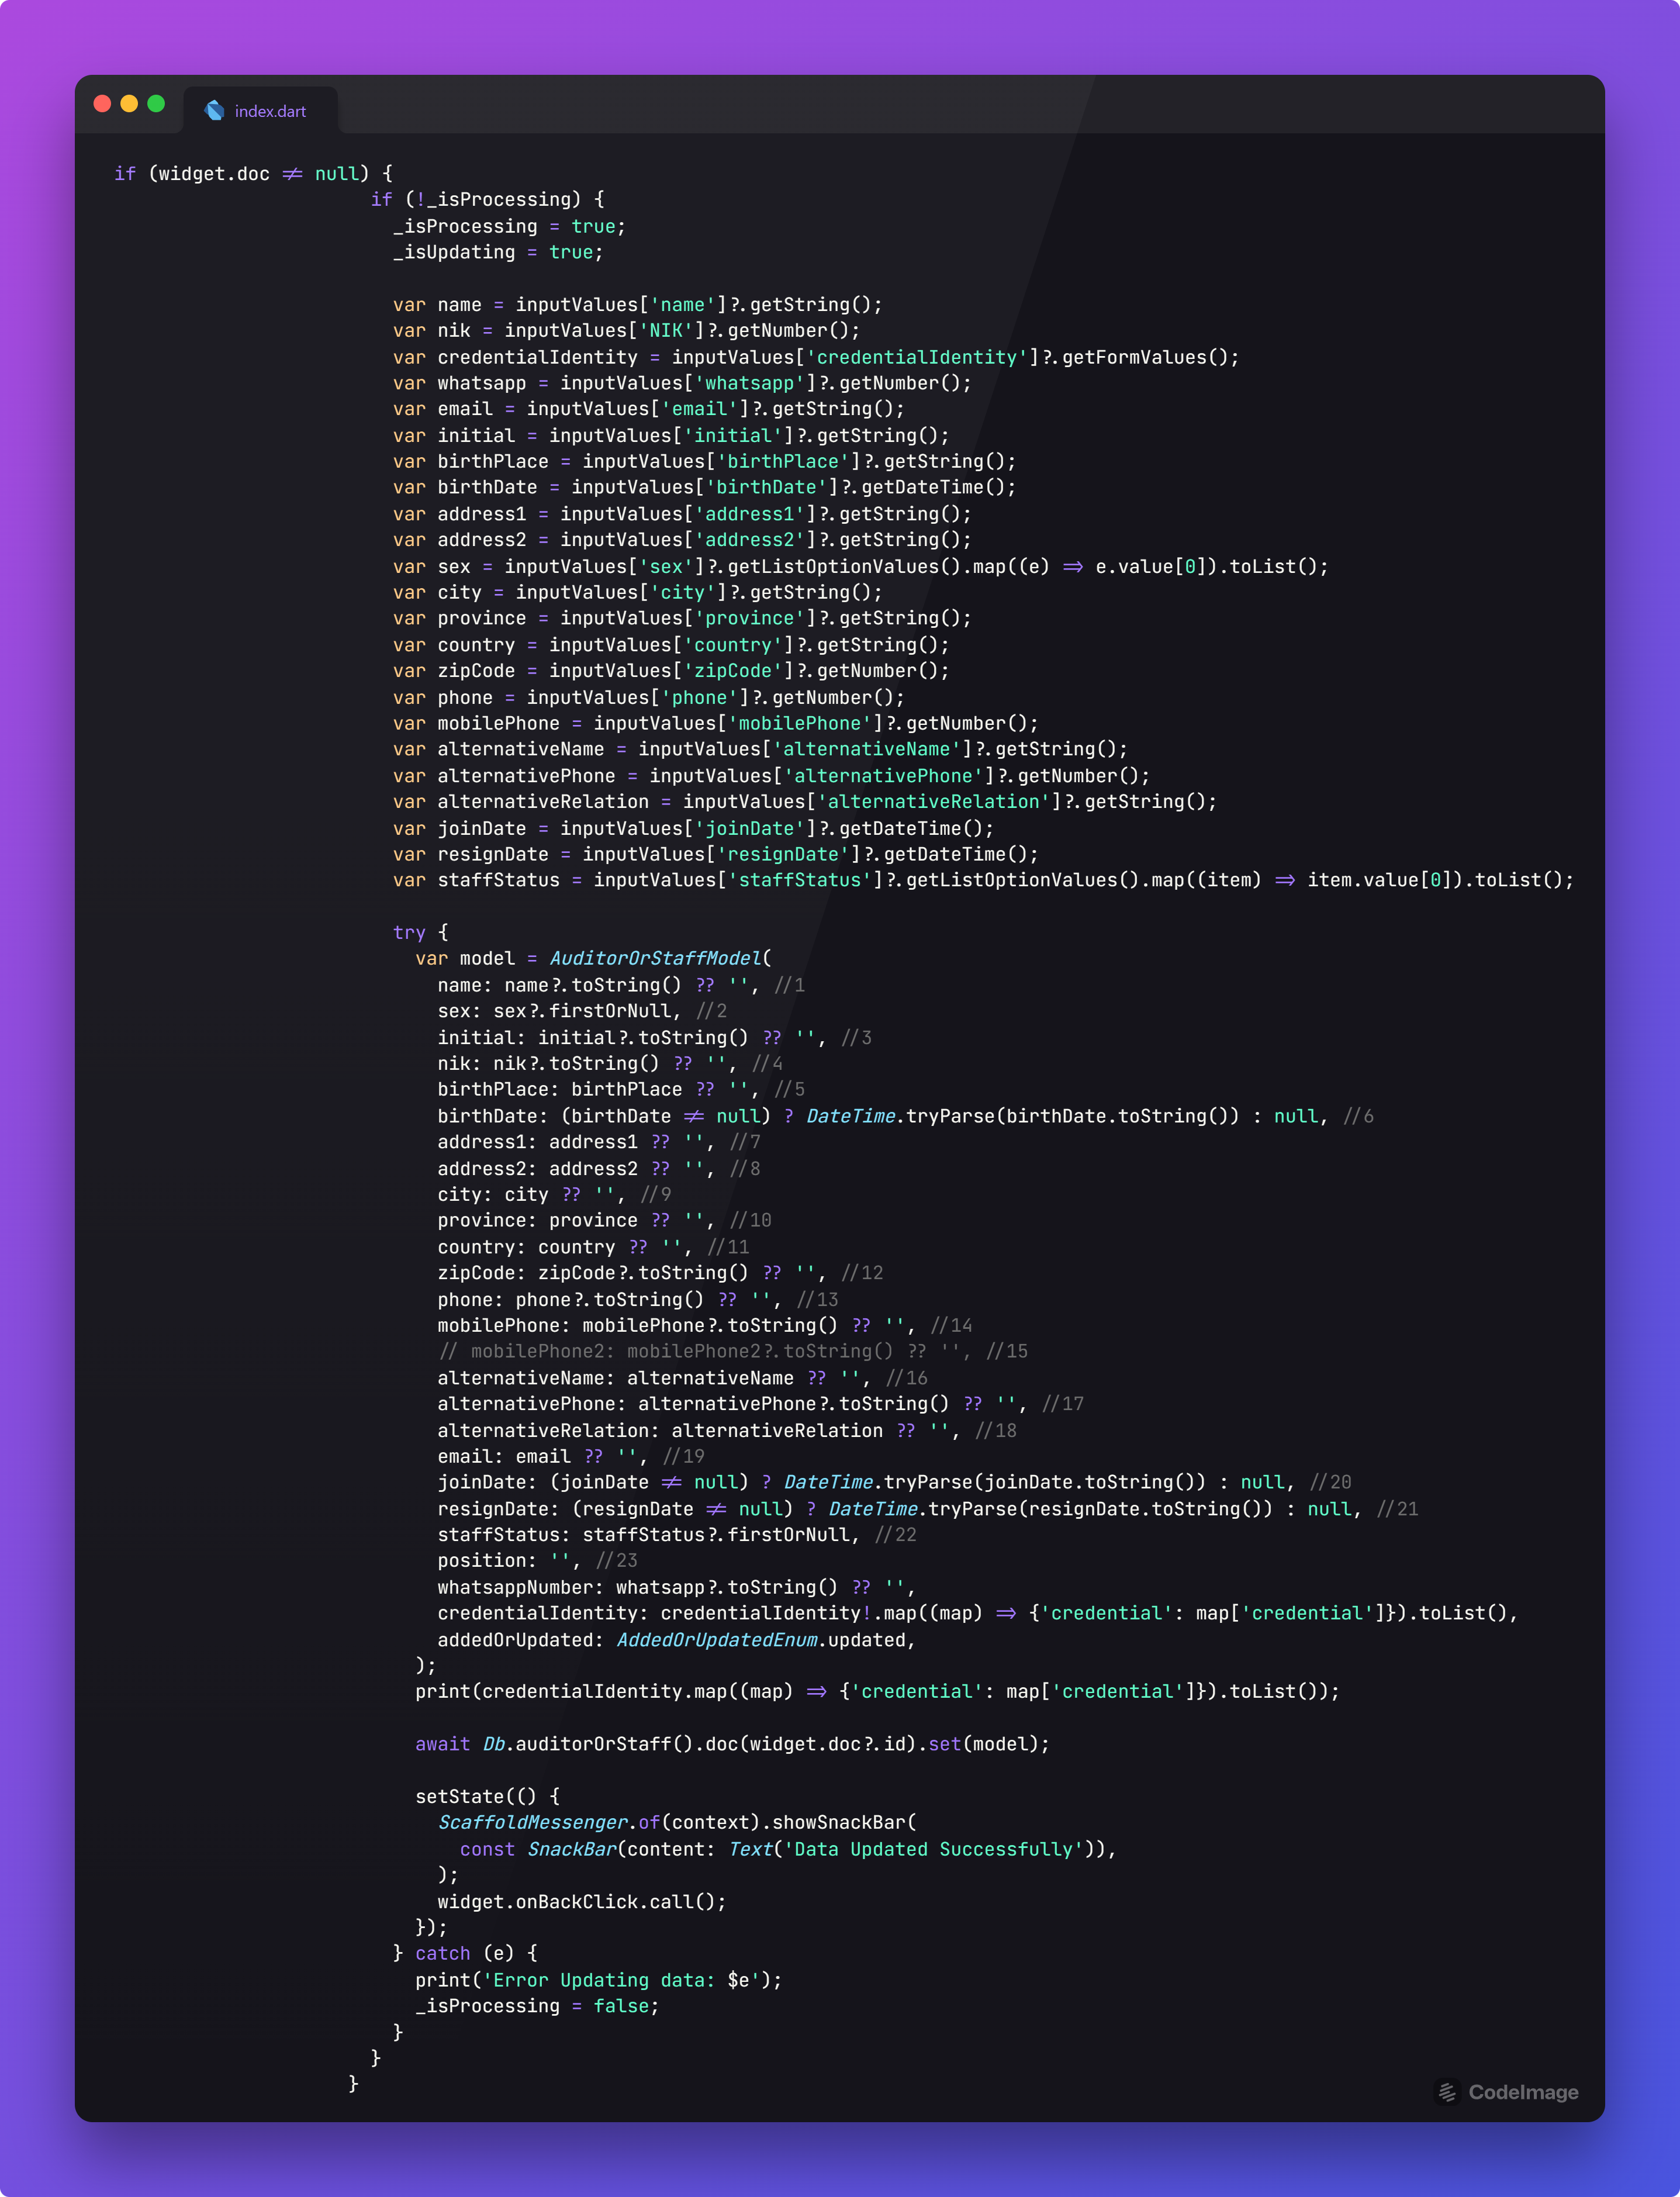 index.dart
if (widget.doc != null) {
if (!_isProcessing) {
_isProcessing = true;
_isUpdating = true;
var name = inputValues['name']?.getString();
var nik = inputValues['NIK']?.getNumber();
var credentialIdentity = inputValues['credentialIdentity']?.getFormValues();
var whatsapp = inputValues['whatsapp']?.getNumber();
var email = inputValues['email']?.getString();
var initial = inputValues['initial']?.getString();
var birthPlace = inputValues['birthPlace']?.getString();
var birthDate = inputValues['birthDate']?.getDateTime();
var address1 = inputValues['address1']?.getString();
var address2 = inputValues['address2']?.getString();
var sex = inputValues['sex']?.getListOptionValues().map((e) => e.value[0]).toList();
var city = inputValues['city']?.getString();
var province = inputValues['province']?.getString();
var country = inputValues['country']?.getString();
var zipCode = inputValues['zipCode']?.getNumber();
var phone = inputValues['phone']?.getNumber();
var mobilePhone = inputValues['mobilePhone']?.getNumber();
var alternativeName = inputValues['alternativeName']?.getString();
var alternativePhone = inputValues['alternativePhone']?.getNumber();
var alternativeRelation = inputValues['alternativeRelation']?.getString();
var joinDate = inputValues['joinDate']?.getDateTime();
var resignDate = inputValues['resignDate']?.getDateTime();
var staffStatus = inputValues['staffStatus']?.getListOptionValues().map((item) => item.value[0]).toList();
try {
var model = AuditorOrStaffModel(
name: name?.toString() ?? '', //1
sex: sex?.firstOrNull, //2
initial: initial?.toString() ?? '', //3
nik: nik?.toString() ?? '', //4
birthPlace: birthPlace ?? '', //5
birthDate: (birthDate != null) ? DateTime.tryParse(birthDate.toString()) : null, //6
address1: address1 ?? '', //7
address2: address2 ?? '', //8
city: city ?? '', //9
province: province ?? '', //10
country: country ?? '', //11
zipCode: zipCode?.toString() ?? '', //12
phone: phone?.toString() ?? '', //13
mobilePhone: mobilePhone?.toString() ?? '', //14
// mobilePhone2: mobilePhone2?.toString() ?? '', //15
alternativeName: alternativeName ?? '', //16
alternativePhone: alternativePhone?.toString() ?? '', //17
alternativeRelation: alternativeRelation ?? '', //18
email: email ?? '', //19
joinDate: (joinDate != null) ? DateTime.tryParse(joinDate.toString()) : null, //20
resignDate: (resignDate != null) ? DateTime.tryParse(resignDate.toString()) : null, //21
staffStatus: staffStatus?.firstOrNull, //22
position: '', //23
whatsappNumber: whatsapp?.toString() ?? '',
credentialIdentity: credentialIdentity!.map((map) => {'credential': map['credential']}).toList(),
addedOrUpdated: AddedOrUpdatedEnum.updated,
);
print(credentialIdentity.map((map) => {'credential': map['credential']}).toList());
await Db.auditorOrStaff().doc(widget.doc?.id).set(model);
setState(() {
ScaffoldMessenger.of(context).showSnackBar(
const SnackBar(content: Text('Data Updated Successfully')),
);
widget.onBackClick.call();
});
} catch (e) {
print('Error Updating data: $e');
_isProcessing = false;
}
}
}
CodeImage